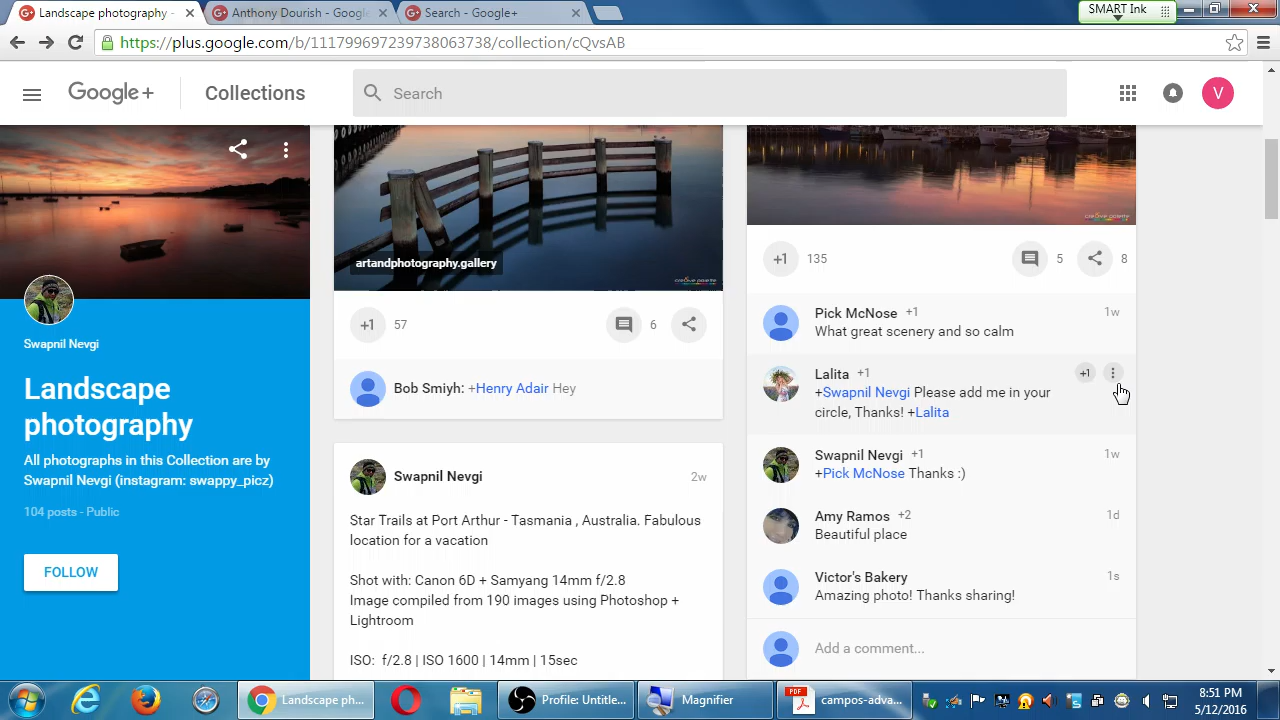 Landscape photography -
Anthony Dourish - Google
Search - Google+
SMART Ink
https://plus.google.com/b/111799697239738063738/collection/cQvsAB
Google+
Collections
Search
V
Swapnil Nevgi
Landscape
photography
All photographs in this Collection are by
Swapnil Nevgi (instagram: swappy_picz)
104 posts - Public
FOLLOW
artandphotography.gallery
+1
57
6
Bob Smiyh: +Henry Adair Hey
Swapnil Nevgi
2w
Star Trails at Port Arthur - Tasmania , Australia. Fabulous
location for a vacation
Shot with: Canon 6D + Samyang 14mm f/2.8
Image compiled from 190 images using Photoshop +
Lightroom
ISO: f/2.8 | ISO 1600 | 14mm | 15sec
+1
135
5
8
Pick McNose +1
1w
What great scenery and so calm
Lalita +1
+1
+Swapnil Nevgi Please add me in your
circle, Thanks! +Lalita
Swapnil Nevgi +1
1w
+Pick McNose Thanks :)
Amy Ramos +2
1d
Beautiful place
Victor's Bakery
1s
Amazing photo! Thanks sharing!
Add a comment...
Landscape ph...
Profile: Untitle...
Magnifier
PDF
campos-adva...
8:51 PM
5/12/2016